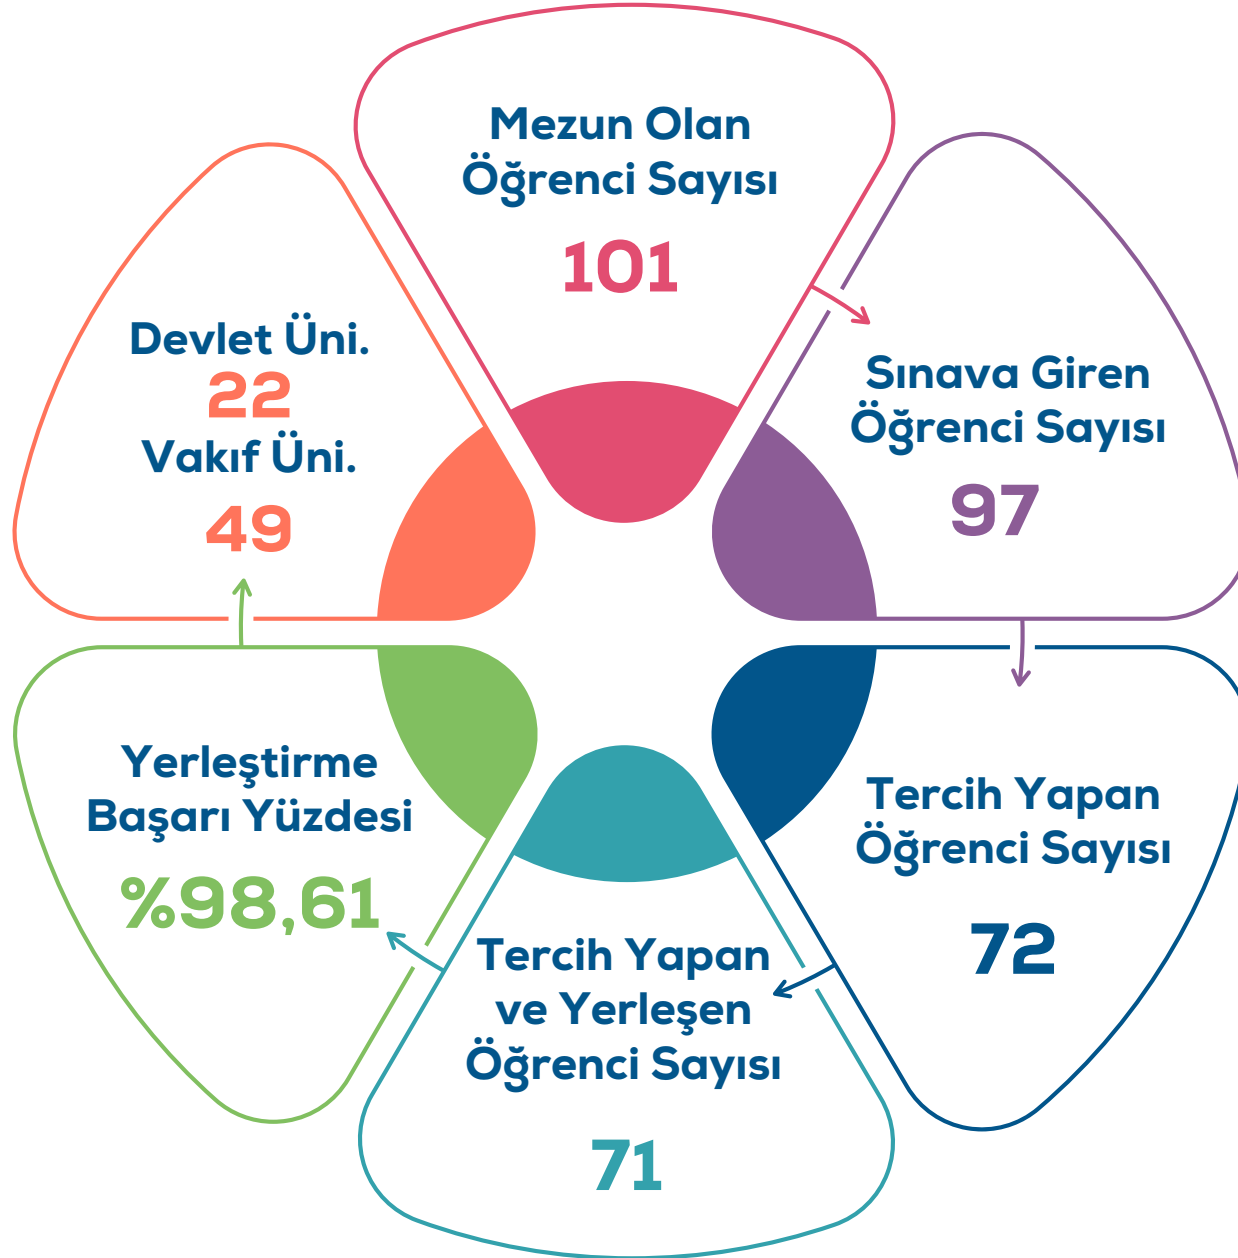 Mezun Olan
Öğrenci Sayısı
101
Sınava Giren
Öğrenci Sayısı
97
Tercih Yapan
Öğrenci Sayısı
72
Tercih Yapan
ve Yerleşen
Öğrenci Sayısı
71
Yerleştirme
Başarı Yüzdesi
%98,61
Devlet Üni.
22
Vakıf Üni.
49